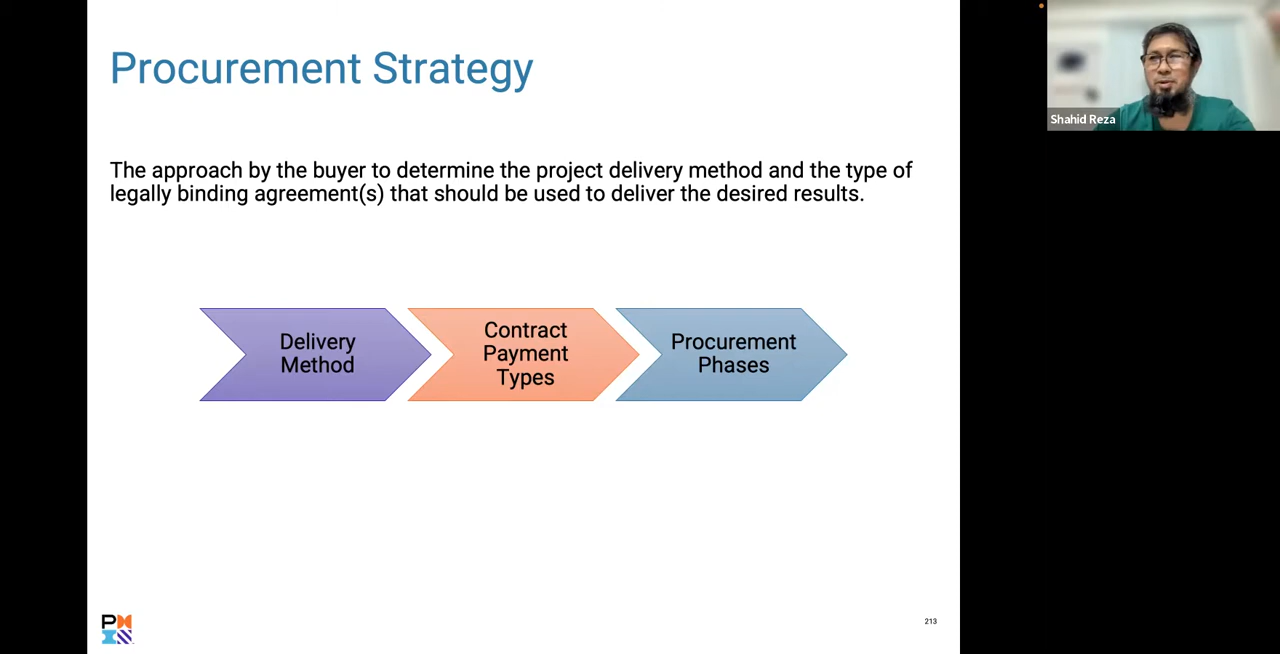 Procurement Strategy
Shahid Reza
The approach by the buyer to determine the project delivery method and the type of
legally binding agreement(s) that should be used to deliver the desired results.
Delivery
Method
Contract
Payment
Types
Procurement
Phases
213